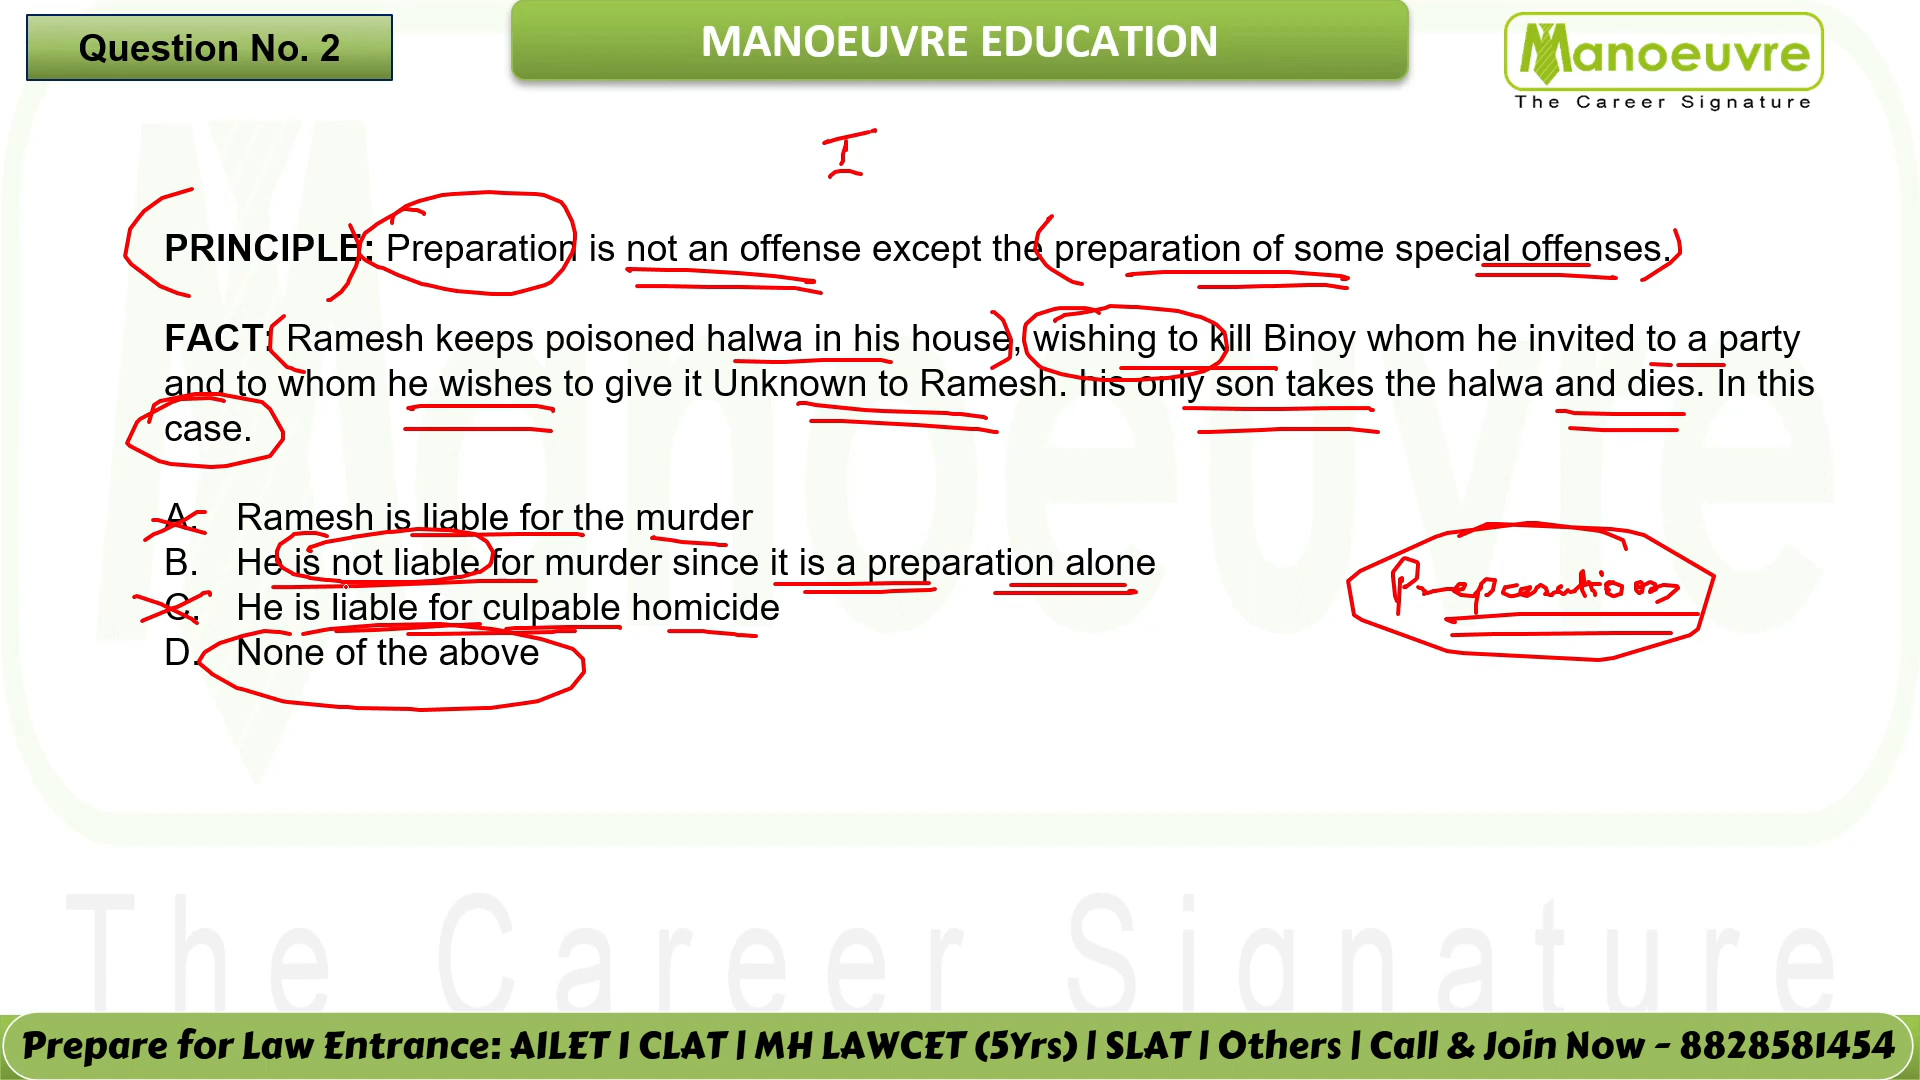 Question No. 2
MANOEUVRE EDUCATION
Manoeuvre
The Career Signature
I
PRINCIPLE: Preparation is not an offense except the preparation of some special offenses.
FACT: Ramesh keeps poisoned halwa in his house, wishing to kill Binoy whom he invited to a party
and to whom he wishes to give it Unknown to Ramesh. his only son takes the halwa and dies. In this
case.
A. Ramesh is liable for the murder
B. He is not liable for murder since it is a preparation alone
C. He is liable for culpable homicide
D. None of the above
Preparation
Manoeuvre
The Career Signature
Prepare for Law Entrance: AILET I CLAT | MH LAWCET (5Yrs) | SLAT | Others | Call & Join Now - 8828581454